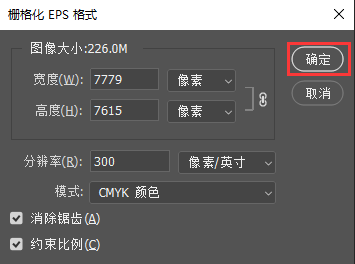 栅格化 EPS 格式
图像大小:226.0M
宽度(W): 7779 像素
高度(H): 7615 像素
分辨率(R): 300 像素/英寸
模式: CMYK 颜色
消除锯齿(A)
约束比例(C)
确定
取消